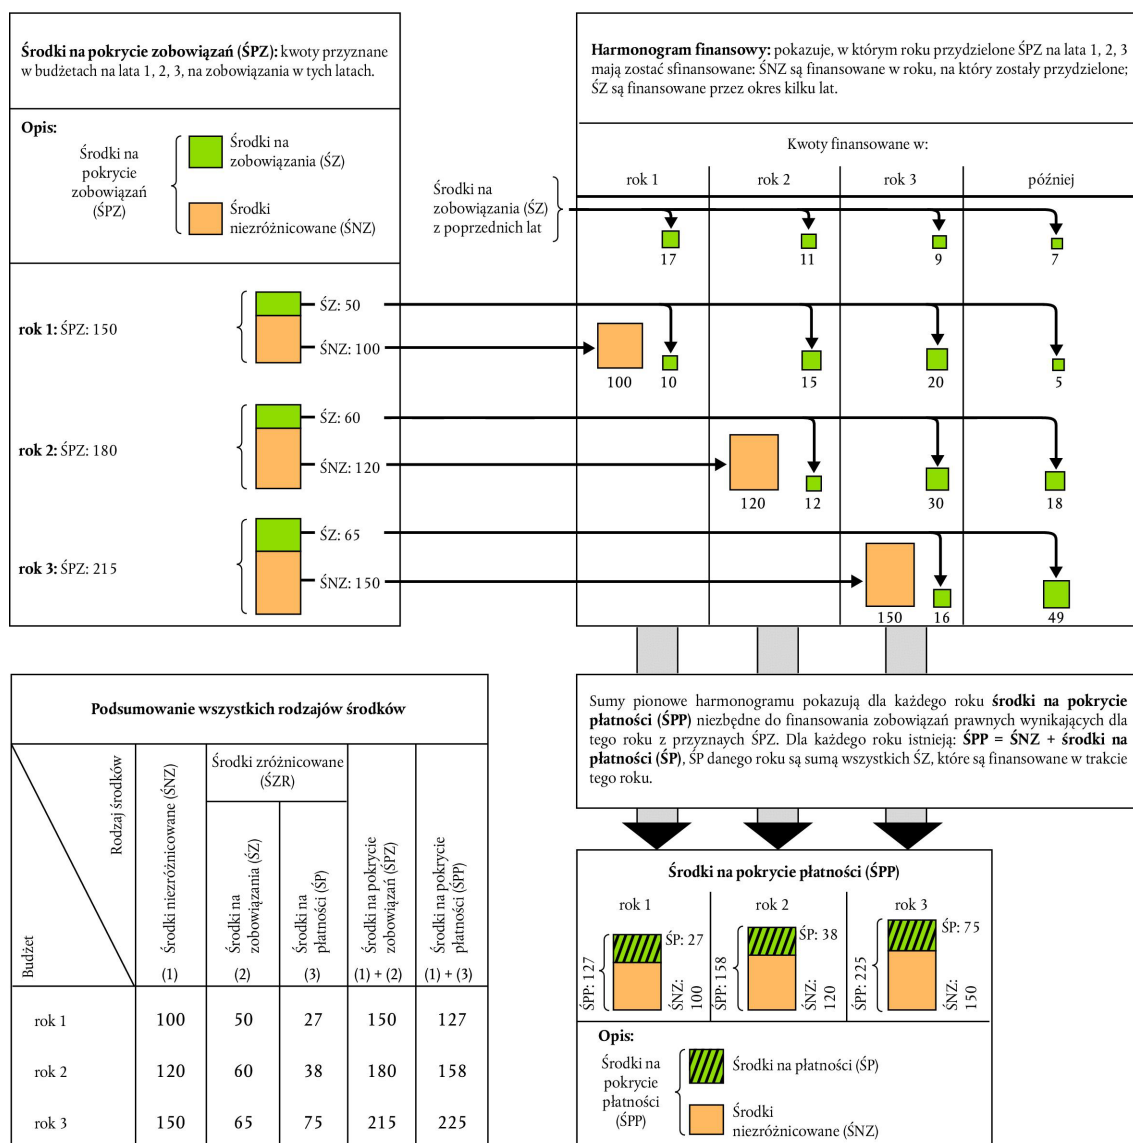 Środki na pokrycie zobowiązań (ŚPZ): kwoty przyznane
w budżetach na lata 1, 2, 3, na zobowiązania w tych latach.
Opis:
Środki na
pokrycie
zobowiązań
(ŚPZ)
Środki na
zobowiązania (ŚZ)
Środki
niezróżnicowane (ŚNZ)
rok 1: ŚPZ: 150
ŚZ: 50
ŚNZ: 100
rok 2: ŚPZ: 180
ŚZ: 60
ŚNZ: 120
rok 3: ŚPZ: 215
ŚZ: 65
ŚNZ: 150
Harmonogram finansowy: pokazuje, w którym roku przydzielone ŚPZ na lata 1, 2, 3
mają zostać sfinansowane: ŚNZ są finansowane w roku, na który zostały przydzielone;
ŚZ są finansowane przez okres kilku lat.
Kwoty finansowane w:
rok 1 rok 2 rok 3 później
Środki na
zobowiązania (ŚZ)
z poprzednich lat
17 11 9 7
100 10 15 20 5
120 12 30 18
150 16 49
Sumy pionowe harmonogramu pokazują dla każdego roku środki na pokrycie
płatności (ŚPP) niezbędne do finansowania zobowiązań prawnych wynikających dla
tego roku z przyznanych ŚPZ. Dla każdego roku istnieją: ŚPP = ŚNZ + środki na
płatności (ŚP), ŚP danego roku są sumą wszystkich ŚZ, które są finansowane w trakcie
tego roku.
Podsumowanie wszystkich rodzajów środków
Rodzaj środków
Budżet
Środki niezróżnicowane (ŚNZ)
Środki zróżnicowane
(ŚZR)
Środki na
zobowiązania (ŚZ)
Środki na
płatności (ŚP)
Środki na pokrycie
zobowiązań (ŚPZ)
Środki na pokrycie
płatności (ŚPP)
(1) (2) (3) (1) + (2) (1) + (3)
rok 1 100 50 27 150 127
rok 2 120 60 38 180 158
rok 3 150 65 75 215 225
Środki na pokrycie płatności (ŚPP)
rok 1 rok 2 rok 3
ŚPP: 127
ŚP: 27
ŚNZ:
100
ŚPP: 158
ŚP: 38
ŚNZ:
120
ŚPP: 225
ŚP: 75
ŚNZ:
150
Opis:
Środki na
pokrycie
płatności
(ŚPP)
Środki na płatności (ŚP)
Środki
niezróżnicowane (ŚNZ)